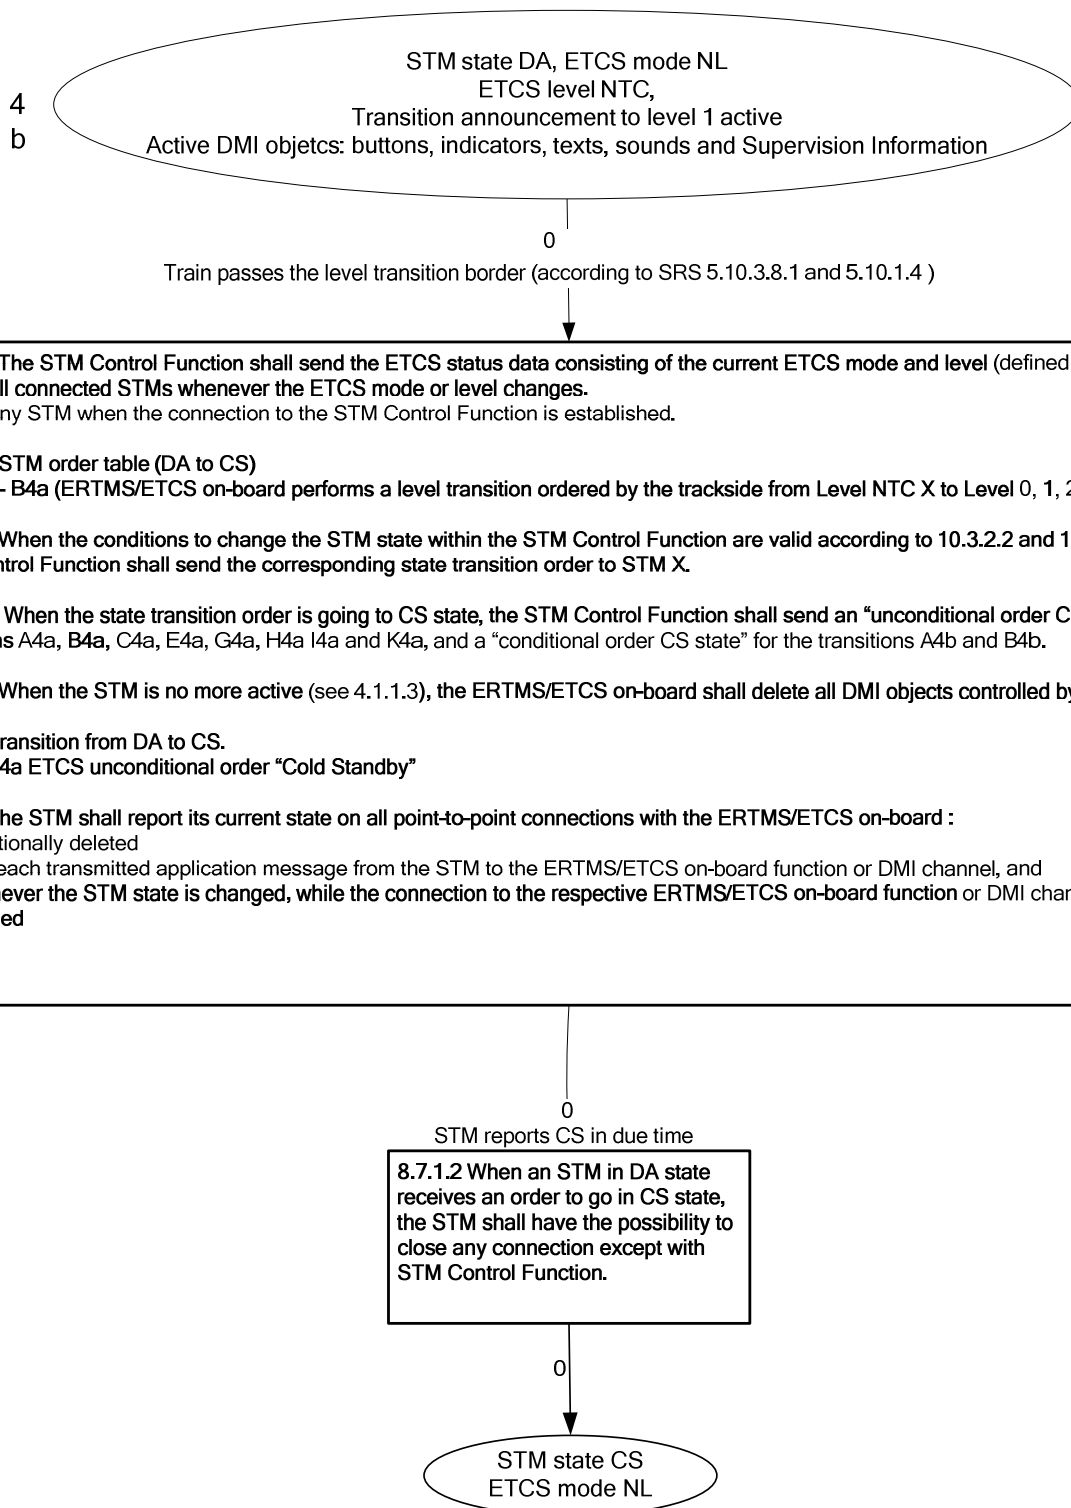 4
b
STM state DA, ETCS mode NL
ETCS level NTC,
Transition announcement to level 1 active
Active DMI objetcs: buttons, indicators, texts, sounds and Supervision Information
0
Train passes the level transition border (according to SRS 5.10.3.8.1 and 5.10.1.4 )
The STM Control Function shall send the ETCS status data consisting of the current ETCS mode and level (defined
ll connected STMs whenever the ETCS mode or level changes.
ny STM when the connection to the STM Control Function is established.
STM order table (DA to CS)
- B4a (ERTMS/ETCS on-board performs a level transition ordered by the trackside from Level NTC X to Level 0, 1, 2
When the conditions to change the STM state within the STM Control Function are valid according to 10.3.2.2 and 1
ntrol Function shall send the corresponding state transition order to STM X.
When the state transition order is going to CS state, the STM Control Function shall send an “unconditional order C
ns A4a, B4a, C4a, E4a, G4a, H4a I4a and K4a, and a “conditional order CS state” for the transitions A4b and B4b.
When the STM is no more active (see 4.1.1.3), the ERTMS/ETCS on-board shall delete all DMI objects controlled by
ransition from DA to CS.
4a ETCS unconditional order “Cold Standby”
he STM shall report its current state on all point-to-point connections with the ERTMS/ETCS on-board :
tionally deleted
each transmitted application message from the STM to the ERTMS/ETCS on-board function or DMI channel, and
never the STM state is changed, while the connection to the respective ERTMS/ETCS on-board function or DMI chan
ed
0
STM reports CS in due time
8.7.1.2 When an STM in DA state
receives an order to go in CS state,
the STM shall have the possibility to
close any connection except with
STM Control Function.
0
STM state CS
ETCS mode NL